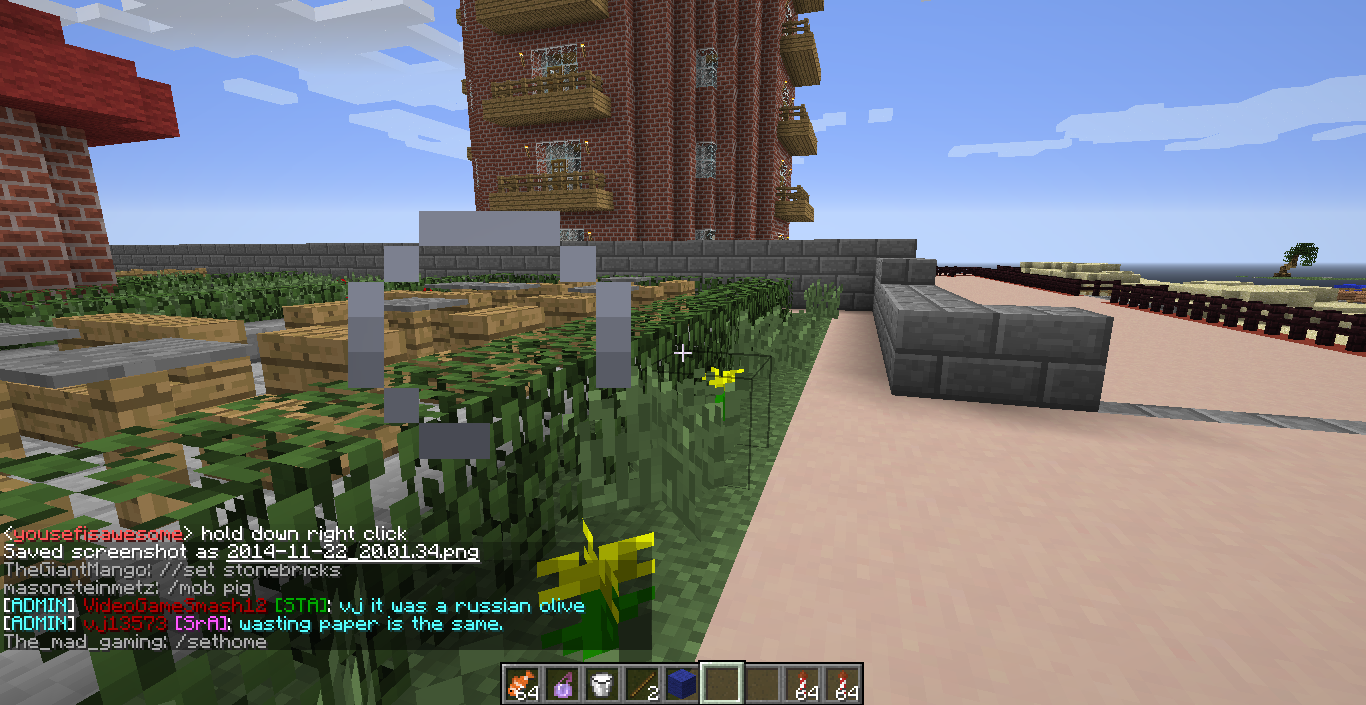 <yousefisawesome> hold down right click
Saved screenshot as 2014-11-22_20.01.34.png
TheGiantMango: //set stonebricks
masonsteinmetz: /mob pig
[ADMIN] VideoGameSmash12 [STA]: vj it was a russian olive
[ADMIN] vj13573 [SrA]: wasting paper is the same.
The_mad_gaming: /sethome
64 2 64 64